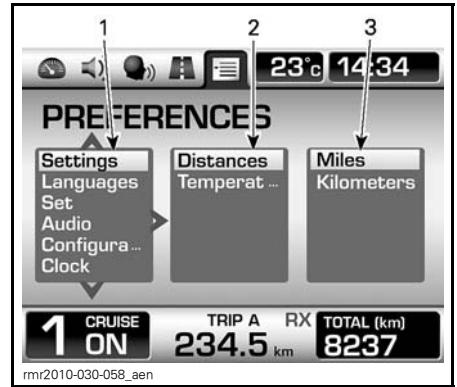 1 2 3
23°c 14:34
PREFERENCES
Settings Distances Miles
Languages Temperat ... Kilometers
Set
Audio
Configura ...
Clock
1 CRUISE ON TRIP A 234.5 km RX TOTAL (km) 8237
rmr2010-030-058_aen